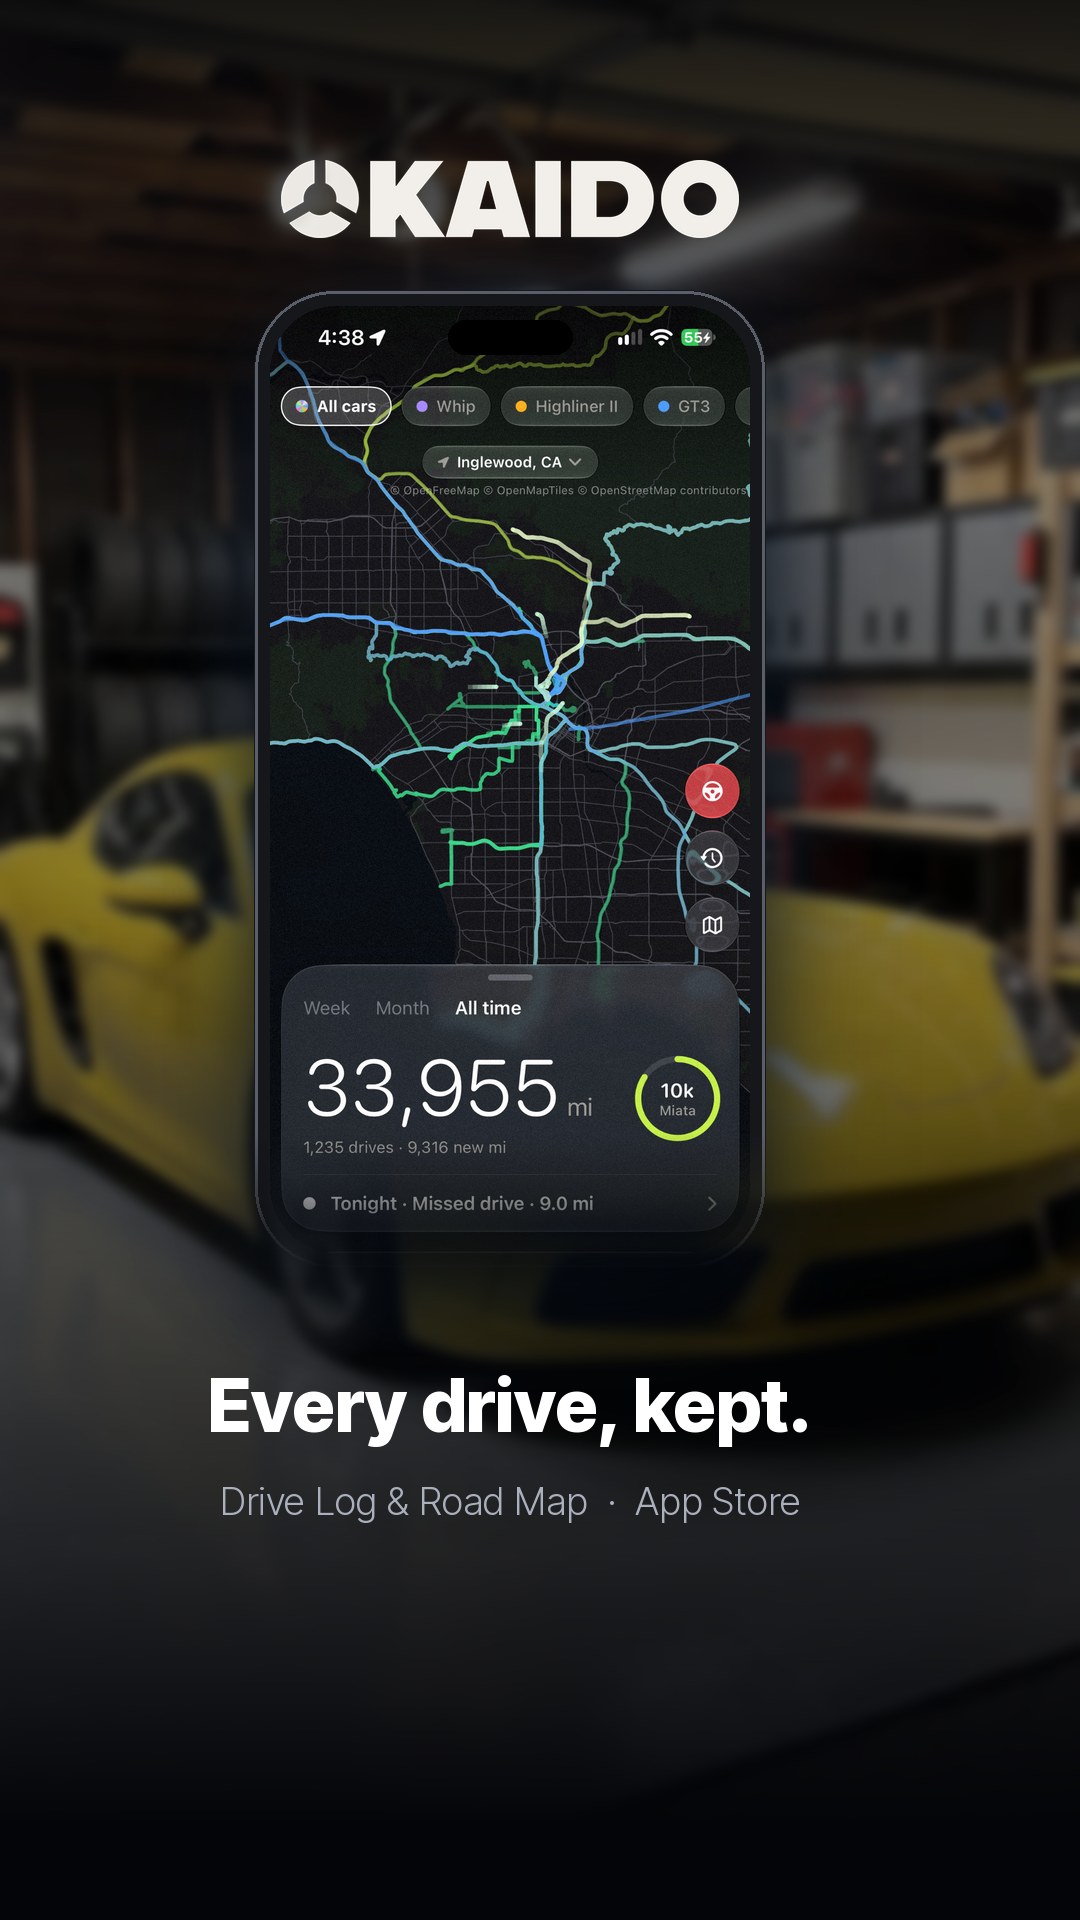 KAIDO
4:38
55
All cars
Whip
Highliner II
GT3
Inglewood, CA
© OpenFreeMap © OpenMapTiles © OpenStreetMap contributors
Week
Month
All time
33,955 mi
10k
Miata
1,235 drives · 9,316 new mi
Tonight · Missed drive · 9.0 mi
Every drive, kept.
Drive Log & Road Map · App Store